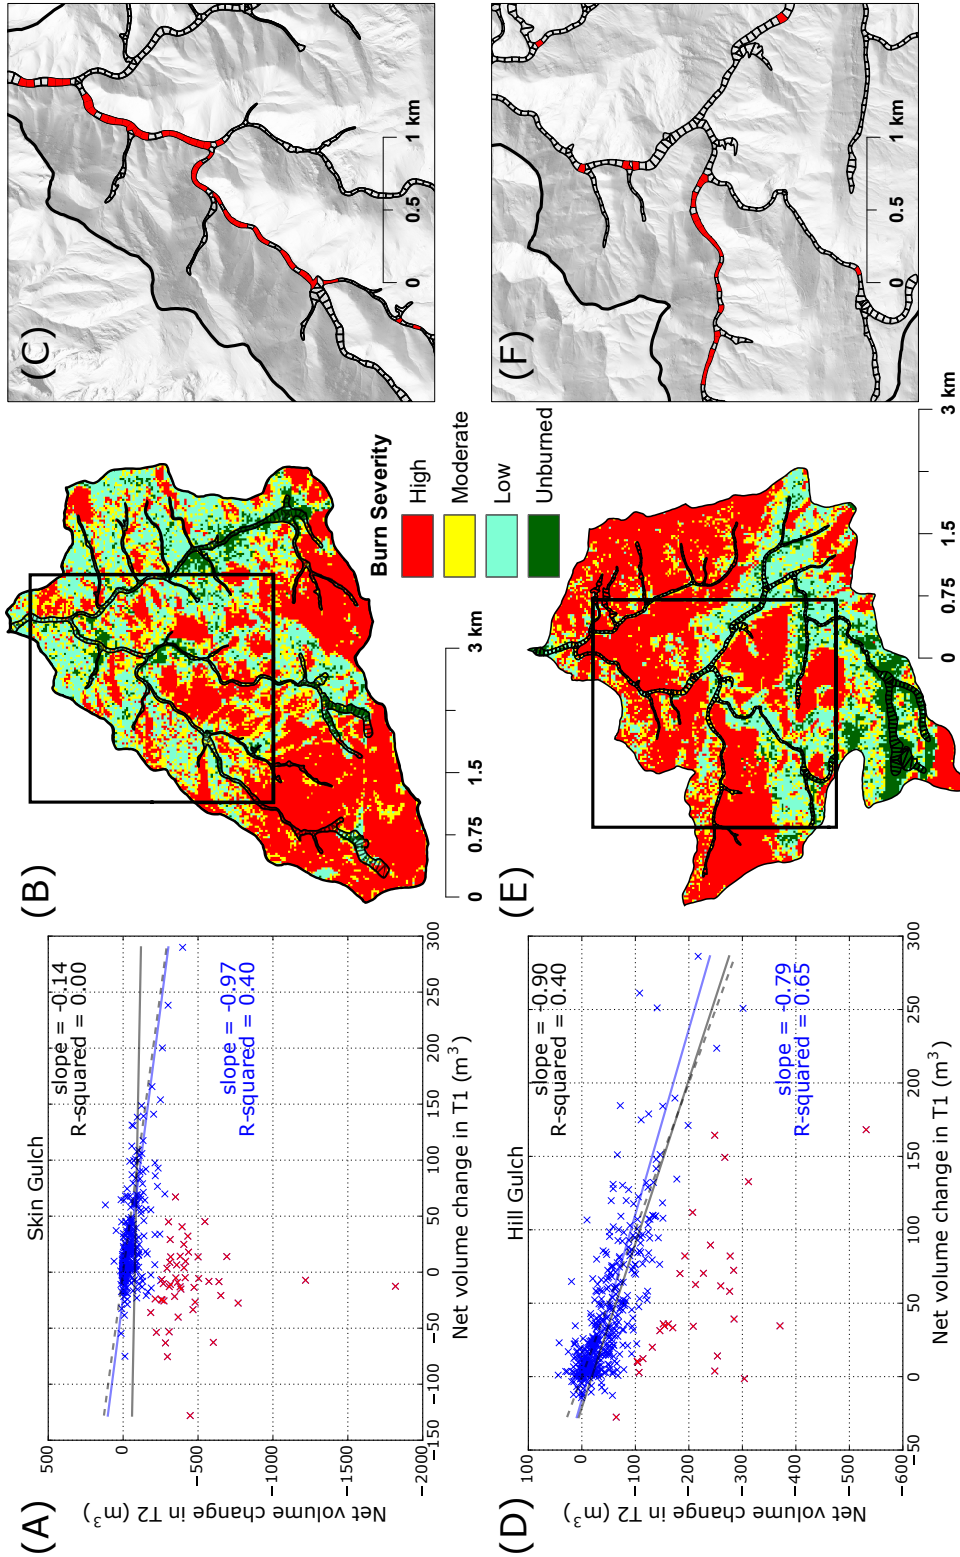 (A)
Skin Gulch
slope = -0.14
R-squared = 0.00
slope = -0.97
R-squared = 0.40
500
0
−500
−1000
−1500
−2000
Net volume change in T2 (m³)
−150
−100
−50
0
50
100
150
200
250
300
Net volume change in T1 (m³)
(B)
0
0.75
1.5
3 km
(C)
0
0.5
1 km
Burn Severity
High
Moderate
Low
Unburned
(D)
Hill Gulch
slope = -0.90
R-squared = 0.40
slope = -0.79
R-squared = 0.65
100
0
−100
−200
−300
−400
−500
−600
Net volume change in T2 (m³)
−50
0
50
100
150
200
250
300
Net volume change in T1 (m³)
(E)
0
0.75
1.5
3 km
(F)
0
0.5
1 km